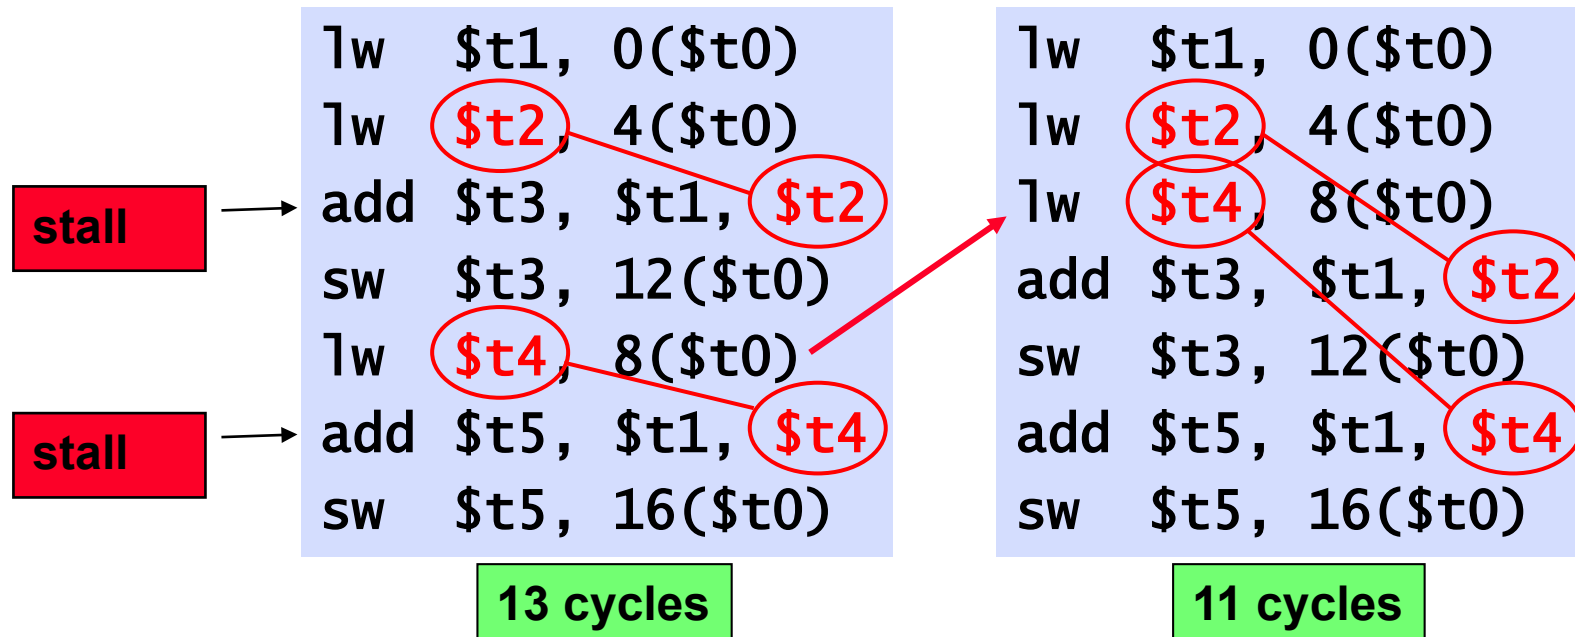 lw $t1, 0($t0)
lw $t2, 4($t0)
add $t3, $t1, $t2
sw $t3, 12($t0)
lw $t4, 8($t0)
add $t5, $t1, $t4
sw $t5, 16($t0)
stall
stall
13 cycles
lw $t1, 0($t0)
lw $t2, 4($t0)
lw $t4, 8($t0)
add $t3, $t1, $t2
sw $t3, 12($t0)
add $t5, $t1, $t4
sw $t5, 16($t0)
11 cycles